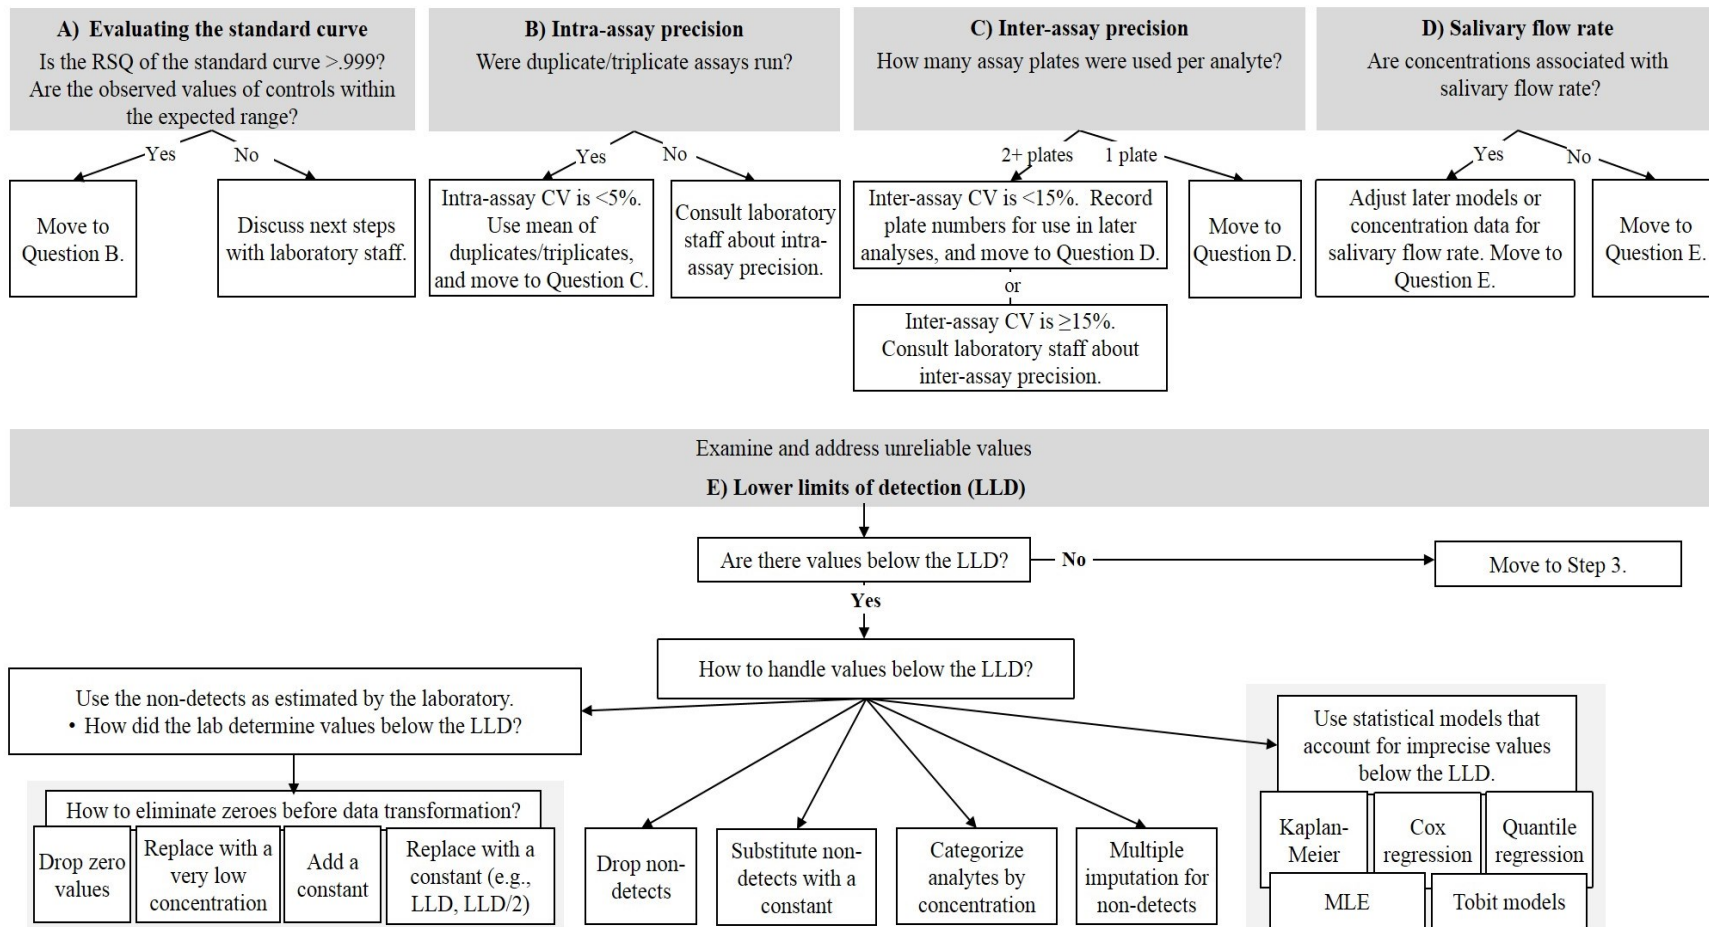 A) Evaluating the standard curve
Is the RSQ of the standard curve >.999?
Are the observed values of controls within
the expected range?
Yes
No
Move to
Question B.
Discuss next steps
with laboratory staff.
B) Intra-assay precision
Were duplicate/triplicate assays run?
Yes
No
Intra-assay CV is <5%.
Use mean of
duplicates/triplicates,
and move to Question C.
Consult laboratory
staff about intra-
assay precision.
C) Inter-assay precision
How many assay plates were used per analyte?
2+ plates
1 plate
Inter-assay CV is <15%. Record
plate numbers for use in later
analyses, and move to Question D.
or
Inter-assay CV is ≥15%.
Consult laboratory staff about
inter-assay precision.
Move to
Question D.
D) Salivary flow rate
Are concentrations associated with
salivary flow rate?
Yes
No
Adjust later models or
concentration data for
salivary flow rate. Move to
Question E.
Move to
Question E.
Examine and address unreliable values
E) Lower limits of detection (LLD)
Are there values below the LLD?
No
Move to Step 3.
Yes
How to handle values below the LLD?
Use the non-detects as estimated by the laboratory.
• How did the lab determine values below the LLD?
How to eliminate zeroes before data transformation?
Drop zero
values
Replace with a
very low
concentration
Add a
constant
Replace with a
constant (e.g.,
LLD, LLD/2)
Drop non-
detects
Substitute non-
detects with a
constant
Categorize
analytes by
concentration
Multiple
imputation for
non-detects
Use statistical models that
account for imprecise values
below the LLD.
Kaplan-
Meier
Cox
regression
Quantile
regression
MLE
Tobit models